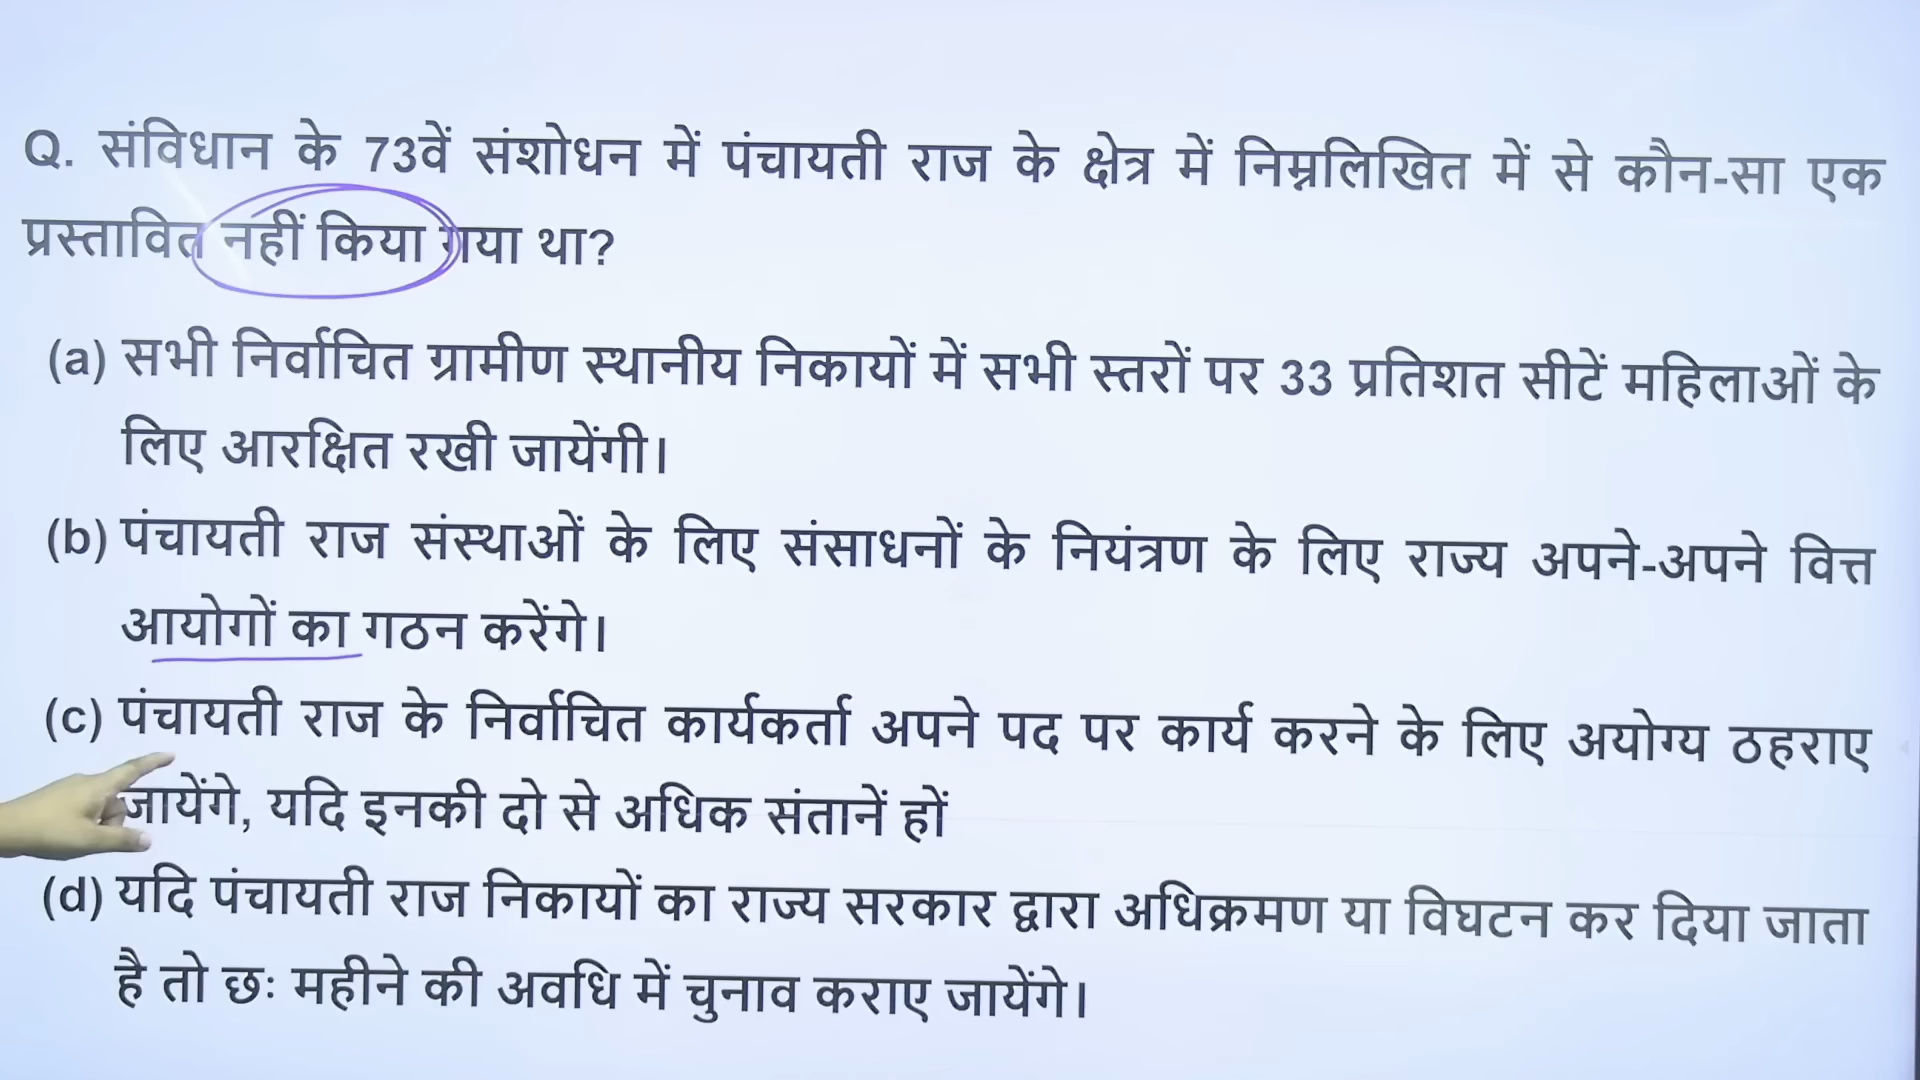 Q. संविधान के 73वें संशोधन में पंचायती राज के क्षेत्र में निम्नलिखित में से कौन-सा एक
प्रस्तावित नहीं किया गया था?
(a) सभी निर्वाचित ग्रामीण स्थानीय निकायों में सभी स्तरों पर 33 प्रतिशत सीटें महिलाओं के
लिए आरक्षित रखी जायेंगी।
(b) पंचायती राज संस्थाओं के लिए संसाधनों के नियंत्रण के लिए राज्य अपने-अपने वित्त
आयोगों का गठन करेंगे।
(c) पंचायती राज के निर्वाचित कार्यकर्ता अपने पद पर कार्य करने के लिए अयोग्य ठहराए
जायेंगे, यदि इनकी दो से अधिक संतानें हों
(d) यदि पंचायती राज निकायों का राज्य सरकार द्वारा अधिक्रमण या विघटन कर दिया जाता
है तो छः महीने की अवधि में चुनाव कराए जायेंगे।